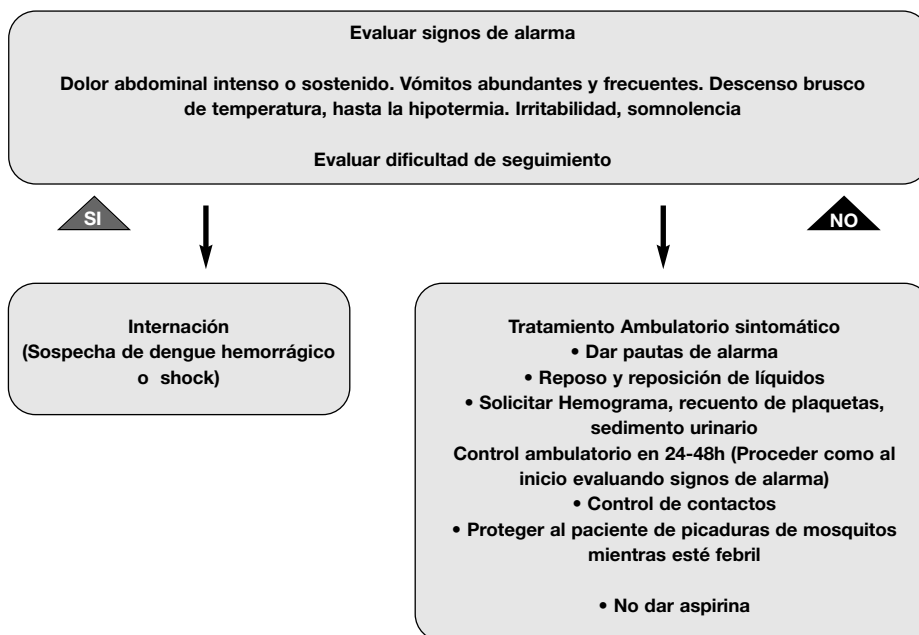 Evaluar signos de alarma
Dolor abdominal intenso o sostenido. Vómitos abundantes y frecuentes. Descenso brusco
de temperatura, hasta la hipotermia. Irritabilidad, somnolencia
Evaluar dificultad de seguimiento
SI
NO
Internación
(Sospecha de dengue hemorrágico
o shock)
Tratamiento Ambulatorio sintomático
• Dar pautas de alarma
• Reposo y reposición de líquidos
• Solicitar Hemograma, recuento de plaquetas,
sedimento urinario
Control ambulatorio en 24-48h (Proceder como al
inicio evaluando signos de alarma)
• Control de contactos
• Proteger al paciente de picaduras de mosquitos
mientras esté febril
• No dar aspirina